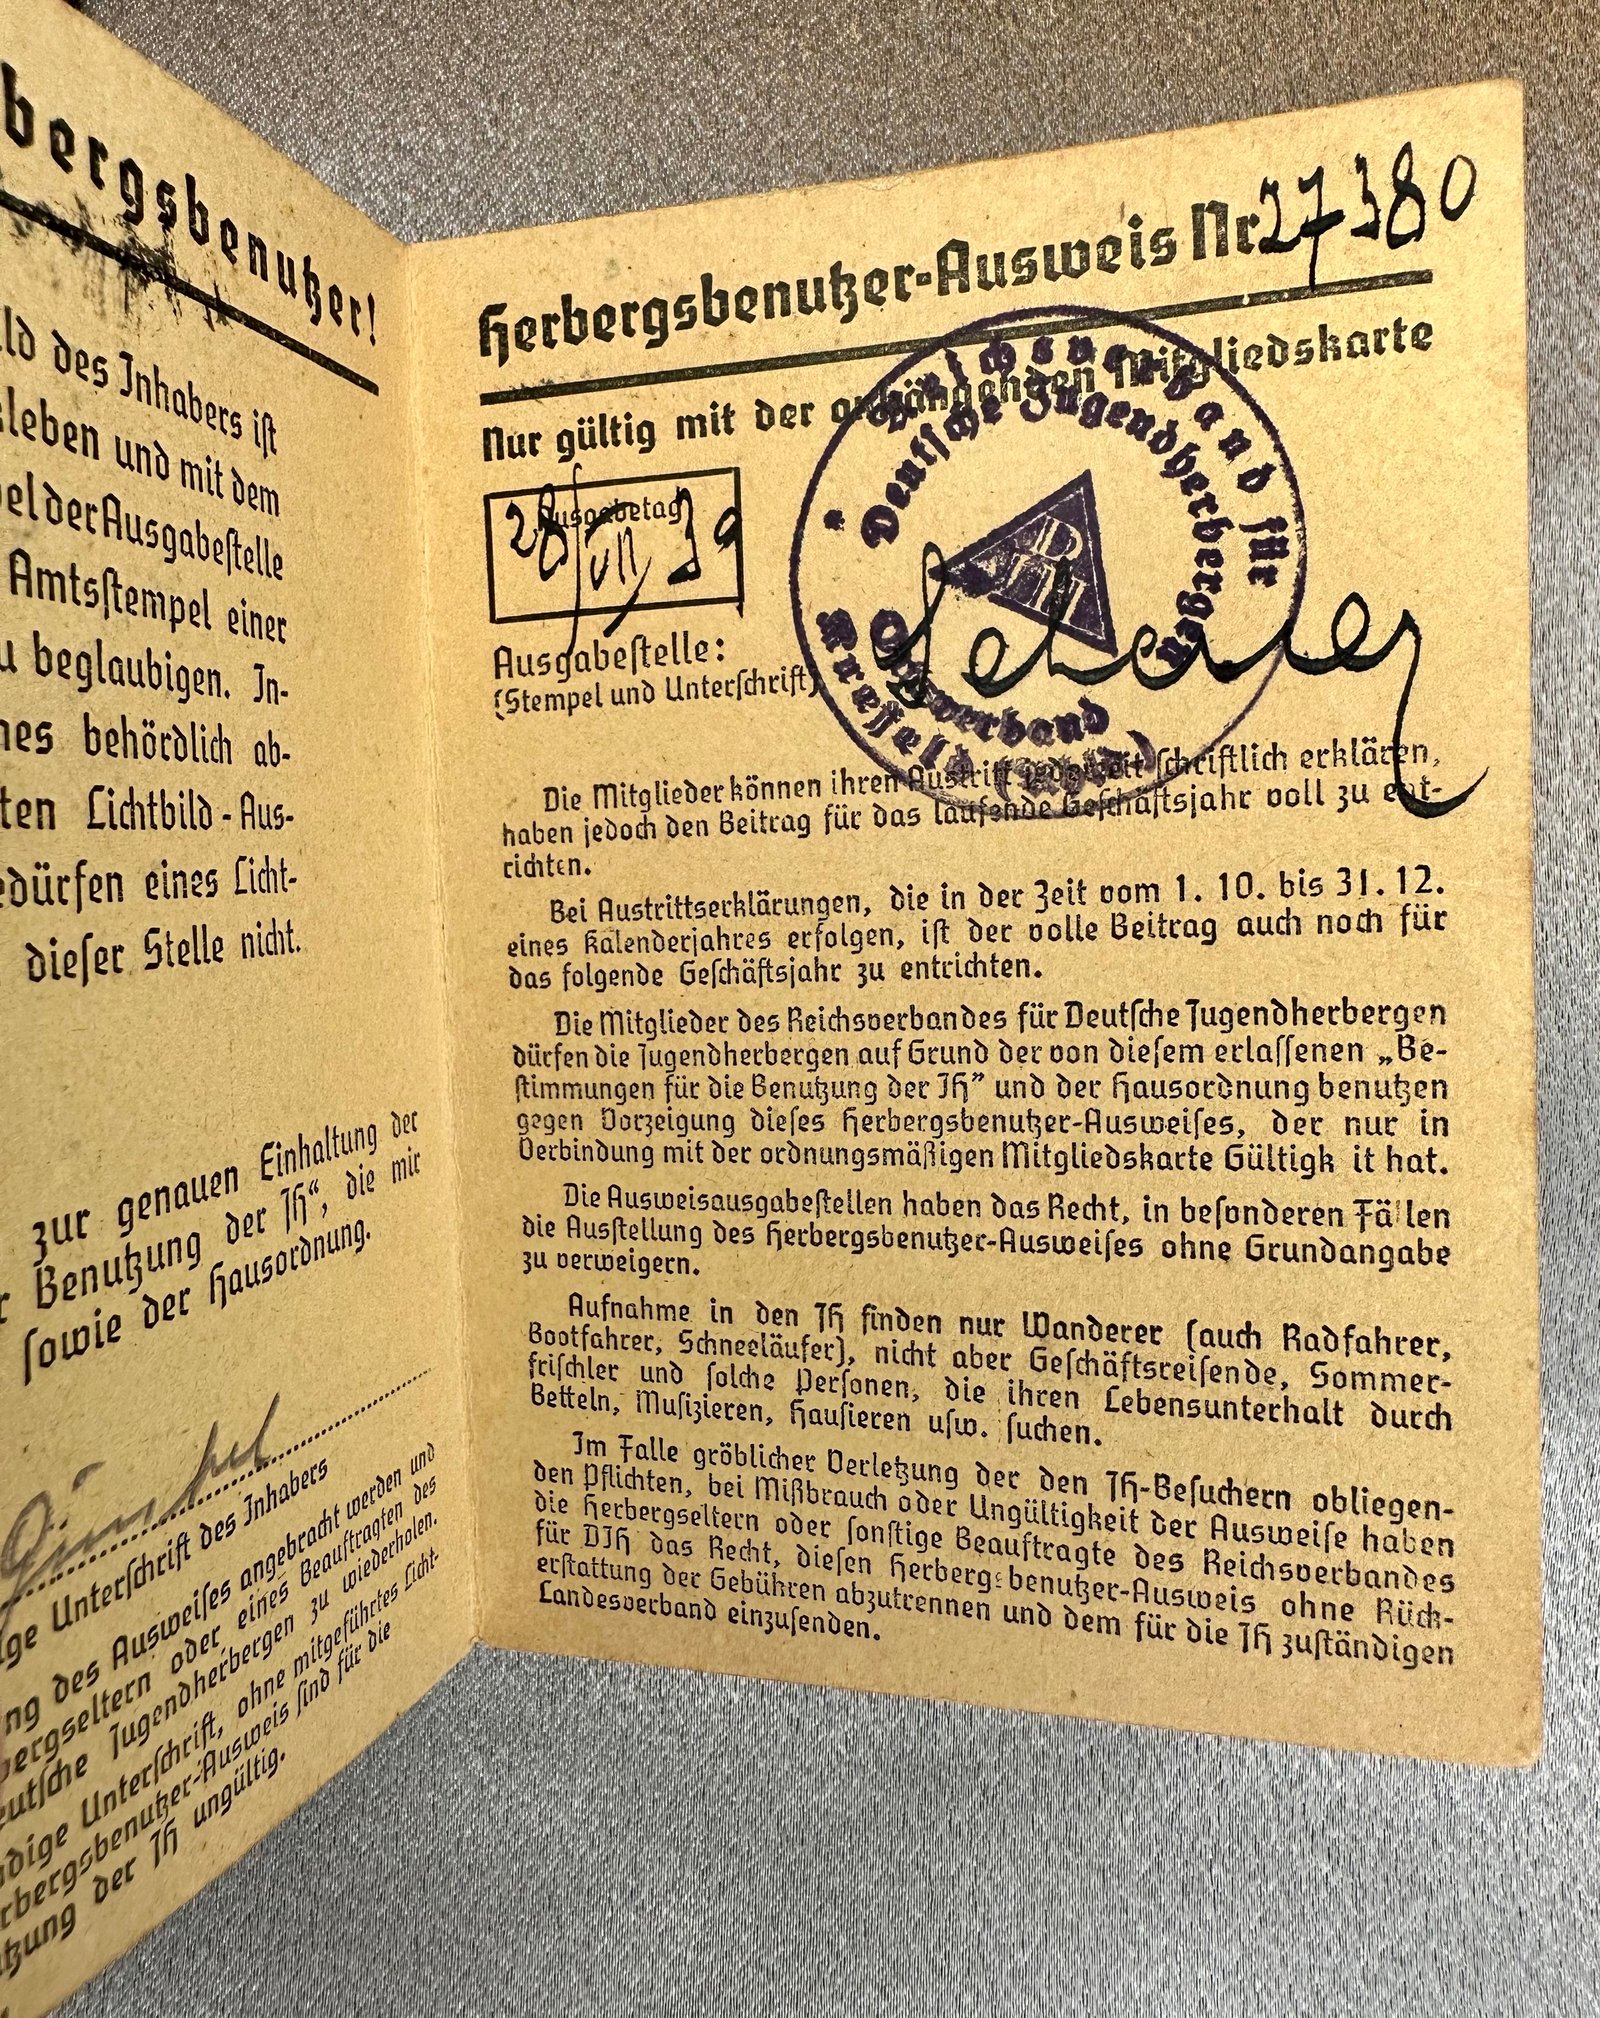 bergsbenutzer!
ld des Inhabers ist
kleben und mit dem
pel der Ausgabestelle
Amtsstempel einer
u beglaubigen. In-
nes behördlich ab-
ten Lichtbild-Aus-
edürfen eines Licht-
dieser Stelle nicht.
zur genauen Einhaltung der
r Benutzung der JH“, die mir
sowie der Hausordnung.
ge Unterschrift des Inhabers
ng des Ausweises angebracht werden und
bergseltern oder eines Beauftragten des
eutsche Jugendherbergen zu wiederholen.
ndige Unterschrift, ohne mitgeführtes Licht-
rbergsbenutzer-Ausweis sind für die
tzung der JH ungültig.
Herbergsbenutzer-Ausweis Nr 27380
Nur gültig mit der anhängenden Mitgliedskarte
Ausgabetag
28/VII 39
Reichsverband für
Deutsche Jugendherbergen
Ortsverband
DJH
Ausgabestelle:
(Stempel und Unterschrift)
Die Mitglieder können ihren Austritt jederzeit schriftlich erklären,
haben jedoch den Beitrag für das laufende Geschäftsjahr voll zu ent-
richten.
Bei Austrittserklärungen, die in der Zeit vom 1. 10. bis 31. 12.
eines Kalenderjahres erfolgen, ist der volle Beitrag auch noch für
das folgende Geschäftsjahr zu entrichten.
Die Mitglieder des Reichsverbandes für Deutsche Jugendherbergen
dürfen die Jugendherbergen auf Grund der von diesem erlassenen „Be-
stimmungen für die Benutzung der JH” und der Hausordnung benutzen
gegen Vorzeigung dieses Herbergsbenutzer-Ausweises, der nur in
Verbindung mit der ordnungsmäßigen Mitgliedskarte Gültigk it hat.
Die Ausweisausgabestellen haben das Recht, in besonderen Fällen
die Ausstellung des Herbergsbenutzer-Ausweises ohne Grundangabe
zu verweigern.
Aufnahme in den JH finden nur Wanderer (auch Radfahrer,
Bootfahrer, Schneeläufer), nicht aber Geschäftsreisende, Sommer-
frischler und solche Personen, die ihren Lebensunterhalt durch
Betteln, Musizieren, Hausieren usw. suchen.
Im Falle gröblicher Verletzung der den JH-Besuchern obliegen-
den Pflichten, bei Mißbrauch oder Ungültigkeit der Ausweise haben
die Herbergseltern oder sonstige Beauftragte des Reichsverbandes
für DJH das Recht, diesen Herbergsbenutzer-Ausweis ohne Rück-
erstattung der Gebühren abzutrennen und dem für die JH zuständigen
Landesverband einzusenden.